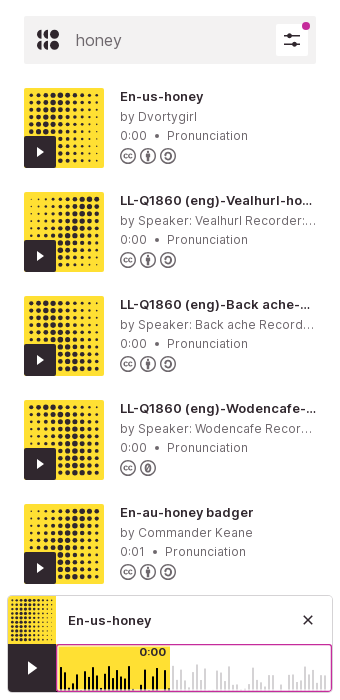 honey
En-us-honey
by Dvortygirl
0:00 • Pronunciation
LL-Q1860 (eng)-Vealhurl-ho...
by Speaker: Vealhurl Recorder:...
0:00 • Pronunciation
LL-Q1860 (eng)-Back ache-...
by Speaker: Back ache Record...
0:00 • Pronunciation
LL-Q1860 (eng)-Wodencafe-...
by Speaker: Wodencafe Recor...
0:00 • Pronunciation
En-au-honey badger
by Commander Keane
0:01 • Pronunciation
En-us-honey
0:00